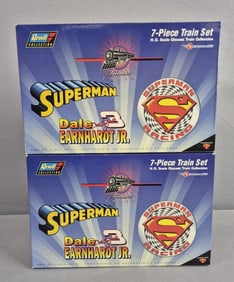 Revell
COLLECTION
7-Piece Train Set
H.O. Scale Diecast Train Collection
SUPERMAN
Dale 3
EARNHARDT JR.
SUPERMAN
S
RACING
Revell
COLLECTION
7-Piece Train Set
H.O. Scale Diecast Train Collection
SUPERMAN
Dale 3
EARNHARDT JR.
SUPERMAN
S
RACING